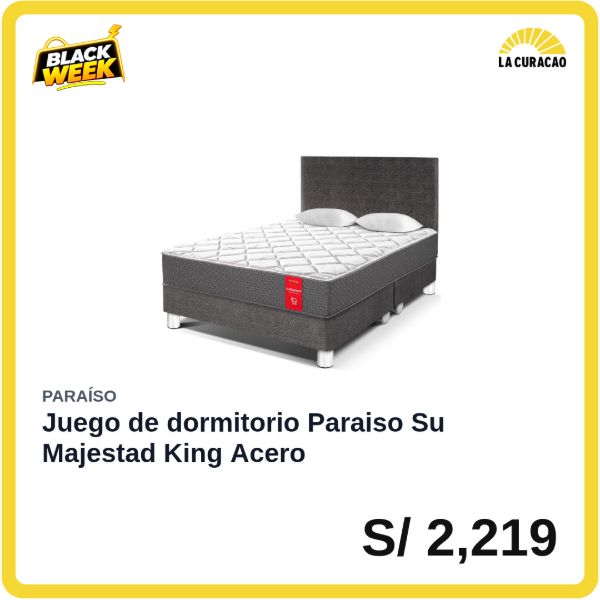 BLACK
WEEK
LA CURACAO
PARAÍSO
Juego de dormitorio Paraiso Su
Majestad King Acero
S/ 2,219